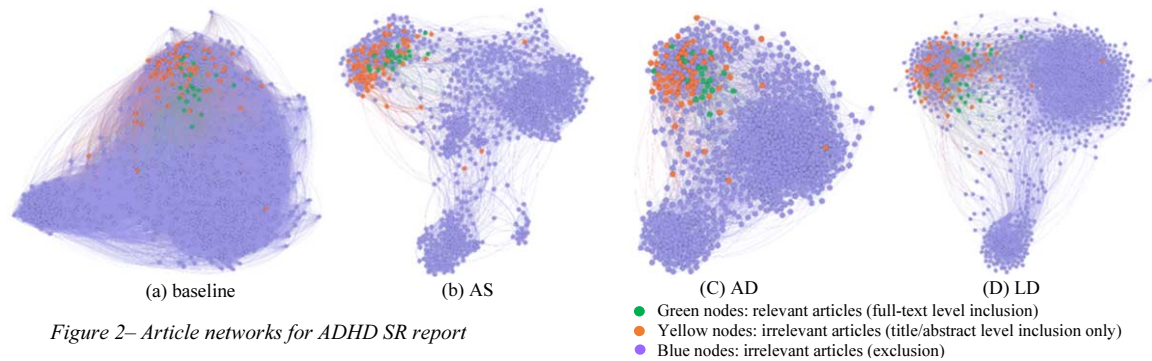 (a) baseline
(b) AS
(C) AD
(D) LD
Green nodes: relevant articles (full-text level inclusion)
Yellow nodes: irrelevant articles (title/abstract level inclusion only)
Blue nodes: irrelevant articles (exclusion)
Figure 2– Article networks for ADHD SR report